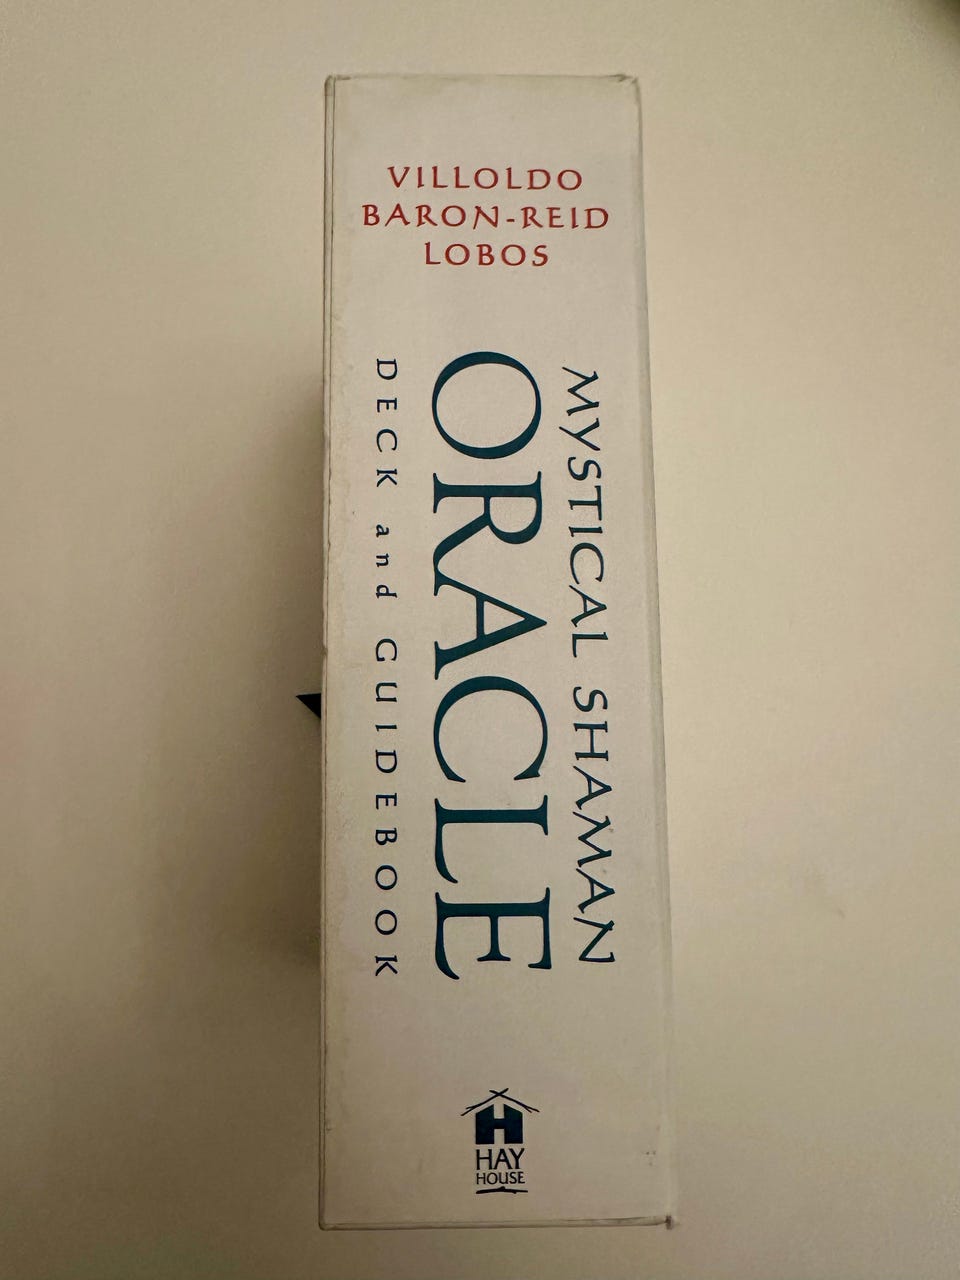 VILLOLDO
BARON-REID
LOBOS
MYSTICAL SHAMAN
ORACLE
DECK and GUIDEBOOK
H
HAY
HOUSE